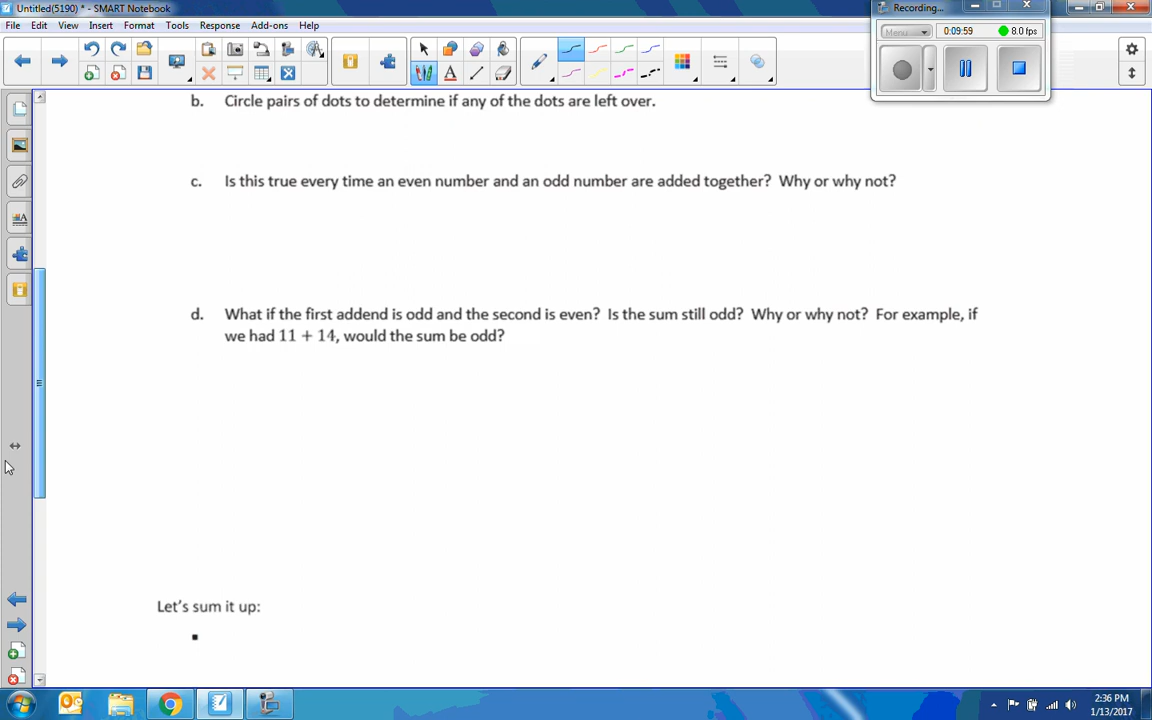 Untitled(5190) * - SMART Notebook
Recording...
File Edit View Insert Format Tools Response Add-ons Help
Menu 0:09:59 8.0 fps
b. Circle pairs of dots to determine if any of the dots are left over.
c. Is this true every time an even number and an odd number are added together? Why or why not?
d. What if the first addend is odd and the second is even? Is the sum still odd? Why or why not? For example, if
we had 11 + 14, would the sum be odd?
Let's sum it up:
▪
2:36 PM
1/13/2017